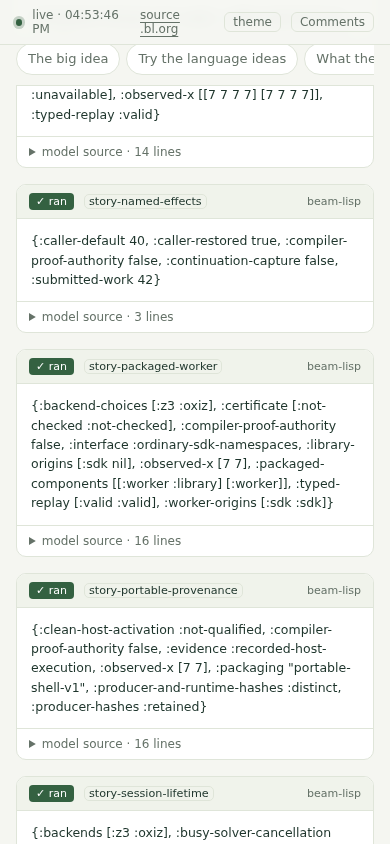 live · 04:53:46 PM
source .bl.org
theme
Comments
The big idea
Try the language ideas
What the
:unavailable], :observed-x [[7 7 7 7] [7 7 7 7]],
:typed-replay :valid}
▶ model source · 14 lines
✓ ran story-named-effects beam-lisp
{:caller-default 40, :caller-restored true, :compiler-
proof-authority false, :continuation-capture false,
:submitted-work 42}
▶ model source · 3 lines
✓ ran story-packaged-worker beam-lisp
{:backend-choices [:z3 :oxiz], :certificate [:not-
checked :not-checked], :compiler-proof-authority
false, :interface :ordinary-sdk-namespaces, :library-
origins [:sdk nil], :observed-x [7 7], :packaged-
components [[:worker :library] [:worker]], :typed-
replay [:valid :valid], :worker-origins [:sdk :sdk]}
▶ model source · 16 lines
✓ ran story-portable-provenance beam-lisp
{:clean-host-activation :not-qualified, :compiler-
proof-authority false, :evidence :recorded-host-
execution, :observed-x [7 7], :packaging "portable-
shell-v1", :producer-and-runtime-hashes :distinct,
:producer-hashes :retained}
▶ model source · 16 lines
✓ ran story-session-lifetime beam-lisp
{:backends [:z3 :oxiz], :busy-solver-cancellation